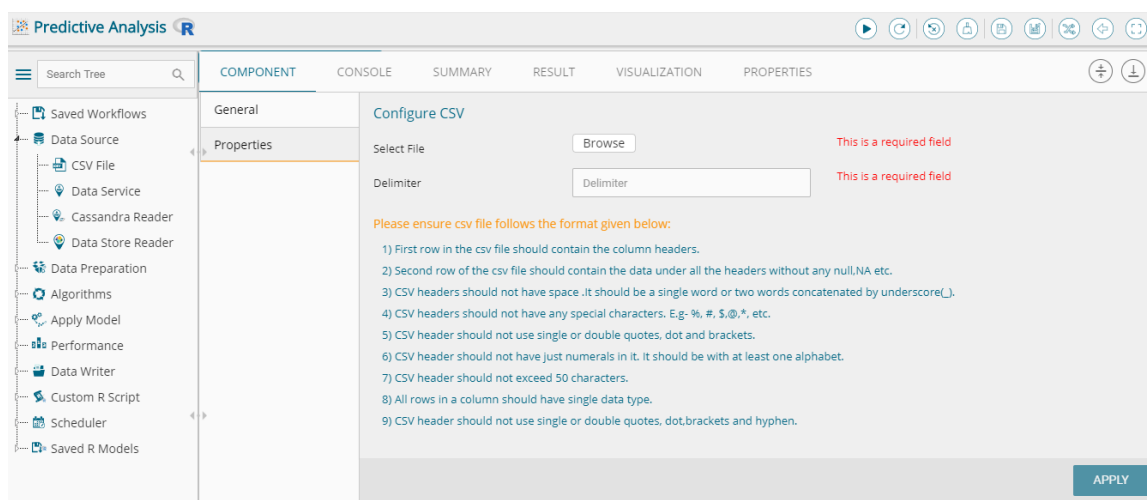 Predictive Analysis R
Search Tree
COMPONENT CONSOLE SUMMARY RESULT VISUALIZATION PROPERTIES
Saved Workflows
Data Source
CSV File
Data Service
Cassandra Reader
Data Store Reader
Data Preparation
Algorithms
Apply Model
Performance
Data Writer
Custom R Script
Scheduler
Saved R Models
General
Properties
Configure CSV
Select File Browse This is a required field
Delimiter Delimiter This is a required field
Please ensure csv file follows the format given below:
1) First row in the csv file should contain the column headers.
2) Second row of the csv file should contain the data under all the headers without any null,NA etc.
3) CSV headers should not have space .It should be a single word or two words concatenated by underscore(_).
4) CSV headers should not have any special characters. E.g- %, #, $,@,*, etc.
5) CSV header should not use single or double quotes, dot and brackets.
6) CSV header should not have just numerals in it. It should be with at least one alphabet.
7) CSV header should not exceed 50 characters.
8) All rows in a column should have single data type.
9) CSV header should not use single or double quotes, dot,brackets and hyphen.
APPLY